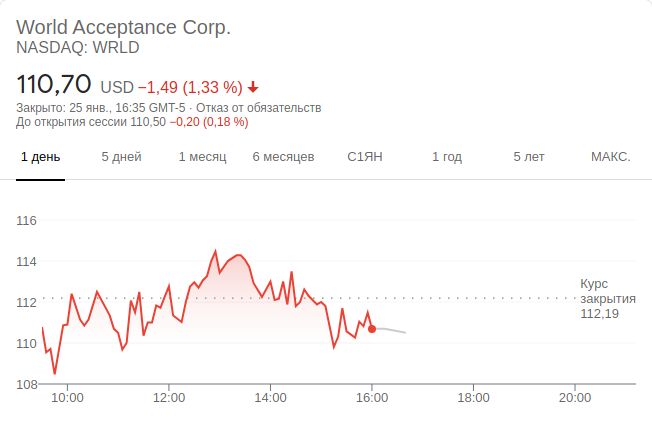 World Acceptance Corp.
NASDAQ: WRLD
110,70 USD −1,49 (1,33 %)
Закрыто: 25 янв., 16:35 GMT-5 · Отказ от обязательств
До открытия сессии 110,50 −0,20 (0,18 %)
1 день 5 дней 1 месяц 6 месяцев С1ЯН 1 год 5 лет МАКС.
116
114
112
110
108
Курс
закрытия
112,19
10:00 12:00 14:00 16:00 18:00 20:00